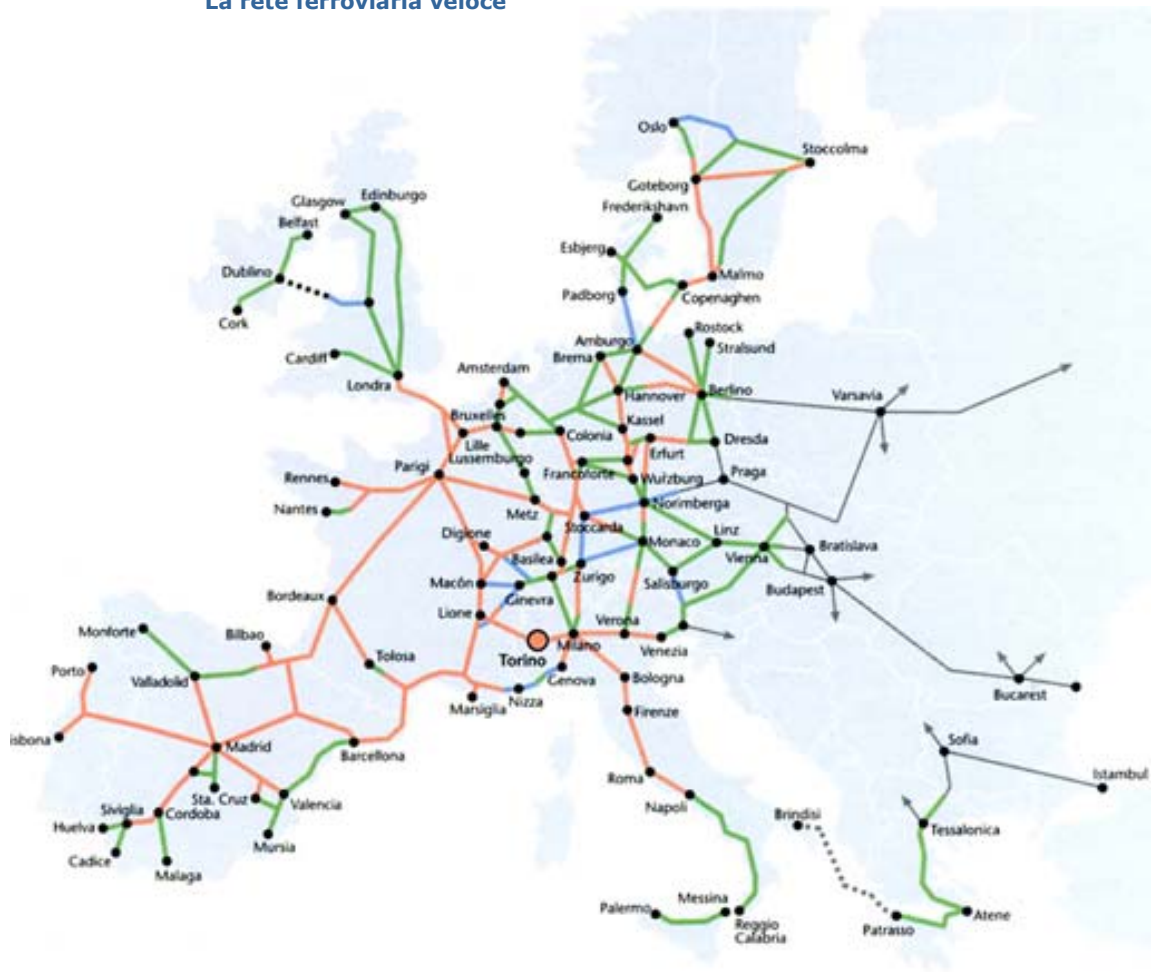 La rete ferroviaria veloce
Oslo
Stoccolma
Goteborg
Frederikshavn
Glasgow
Edinburgo
Belfast
Esbjerg
Dublino
Malmo
Padborg
Copenaghen
Cork
Rostock
Amburgo
Stralsund
Brema
Cardiff
Amsterdam
Londra
Hannover
Berlino
Varsavia
Bruxelles
Kassel
Colonia
Lille
Erfurt
Dresda
Lussemburgo
Parigi
Francoforte
Praga
Rennes
Wurzburg
Norimberga
Nantes
Metz
Stoccarda
Linz
Digione
Monaco
Bratislava
Basilea
Vienna
Zurigo
Macôn
Salisburgo
Budapest
Ginevra
Bordeaux
Lione
Verona
Monforte
Bilbao
Milano
Venezia
Torino
Tolosa
Porto
Valladolid
Genova
Bologna
Bucarest
Nizza
Marsiglia
Firenze
isbona
Madrid
Sofia
Barcellona
Istambul
Roma
Sta. Cruz
Valencia
Napoli
Siviglia
Cordoba
Brindisi
Huelva
Tessalonica
Mursia
Cadice
Malaga
Messina
Palermo
Atene
Reggio
Calabria
Patrasso